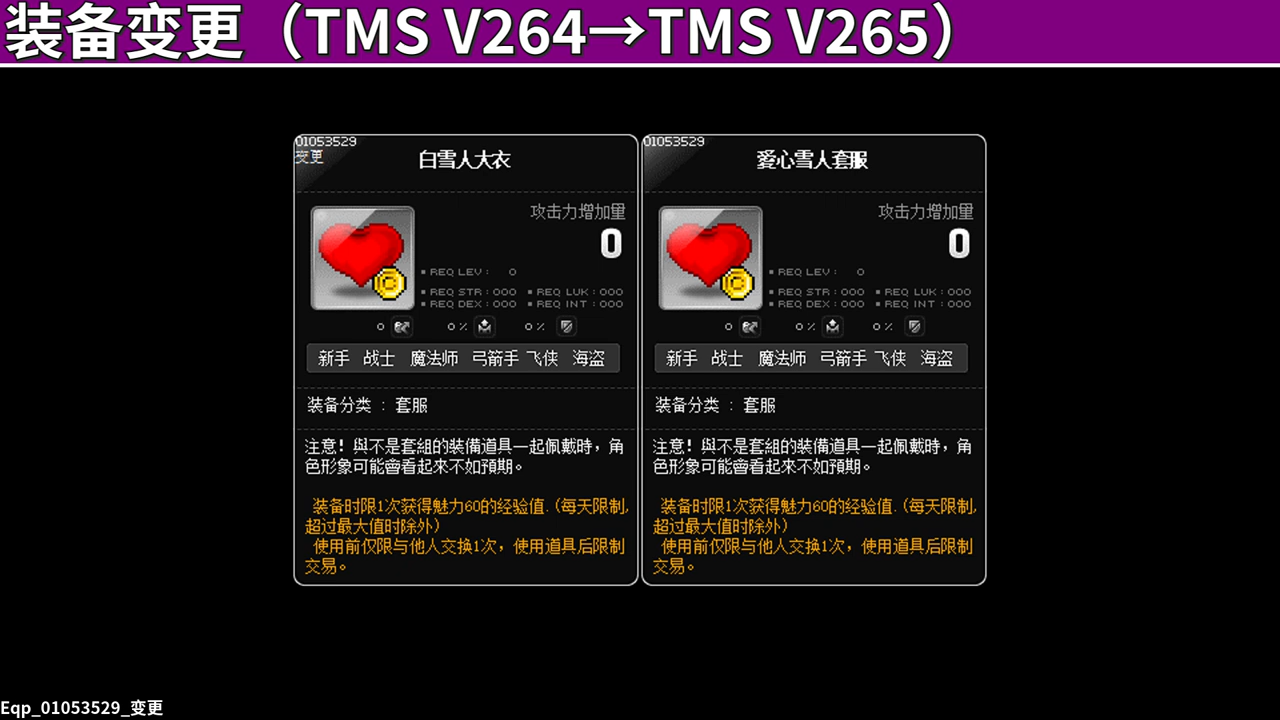 装备变更（TMS V264→TMS V265）
01053529
变更
白雪人大衣
攻击力增加量
0
REQ LEV : 0
REQ STR : 000 REQ LUK : 000
REQ DEX : 000 REQ INT : 000
0 0 % 0 %
新手 战士 魔法师 弓箭手 飞侠 海盗
装备分类 : 套服
注意! 與不是套組的裝備道具一起佩戴時, 角
色形象可能會看起來不如預期。
装备时限1次获得魅力60的经验值. (每天限制,
超过最大值时除外)
使用前仅限与他人交换1次, 使用道具后限制
交易。
01053529
愛心雪人套服
攻击力增加量
0
REQ LEV : 0
REQ STR : 000 REQ LUK : 000
REQ DEX : 000 REQ INT : 000
0 0 % 0 %
新手 战士 魔法师 弓箭手 飞侠 海盗
装备分类 : 套服
注意! 與不是套組的裝備道具一起佩戴時, 角
色形象可能會看起來不如預期。
装备时限1次获得魅力60的经验值. (每天限制,
超过最大值时除外)
使用前仅限与他人交换1次, 使用道具后限制
交易。
Eqp_01053529_变更